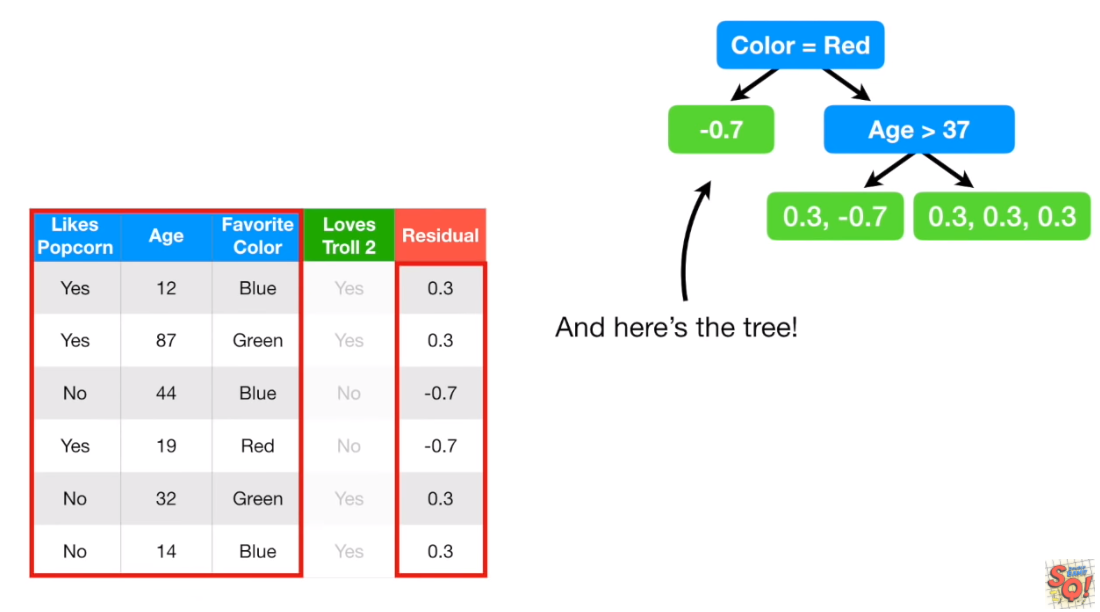 Color = Red
-0.7
Age > 37
0.3, -0.7
0.3, 0.3, 0.3
And here's the tree!
Likes Popcorn Age Favorite Color Loves Troll 2 Residual
Yes 12 Blue Yes 0.3
Yes 87 Green Yes 0.3
No 44 Blue No -0.7
Yes 19 Red No -0.7
No 32 Green Yes 0.3
No 14 Blue Yes 0.3
SQ!